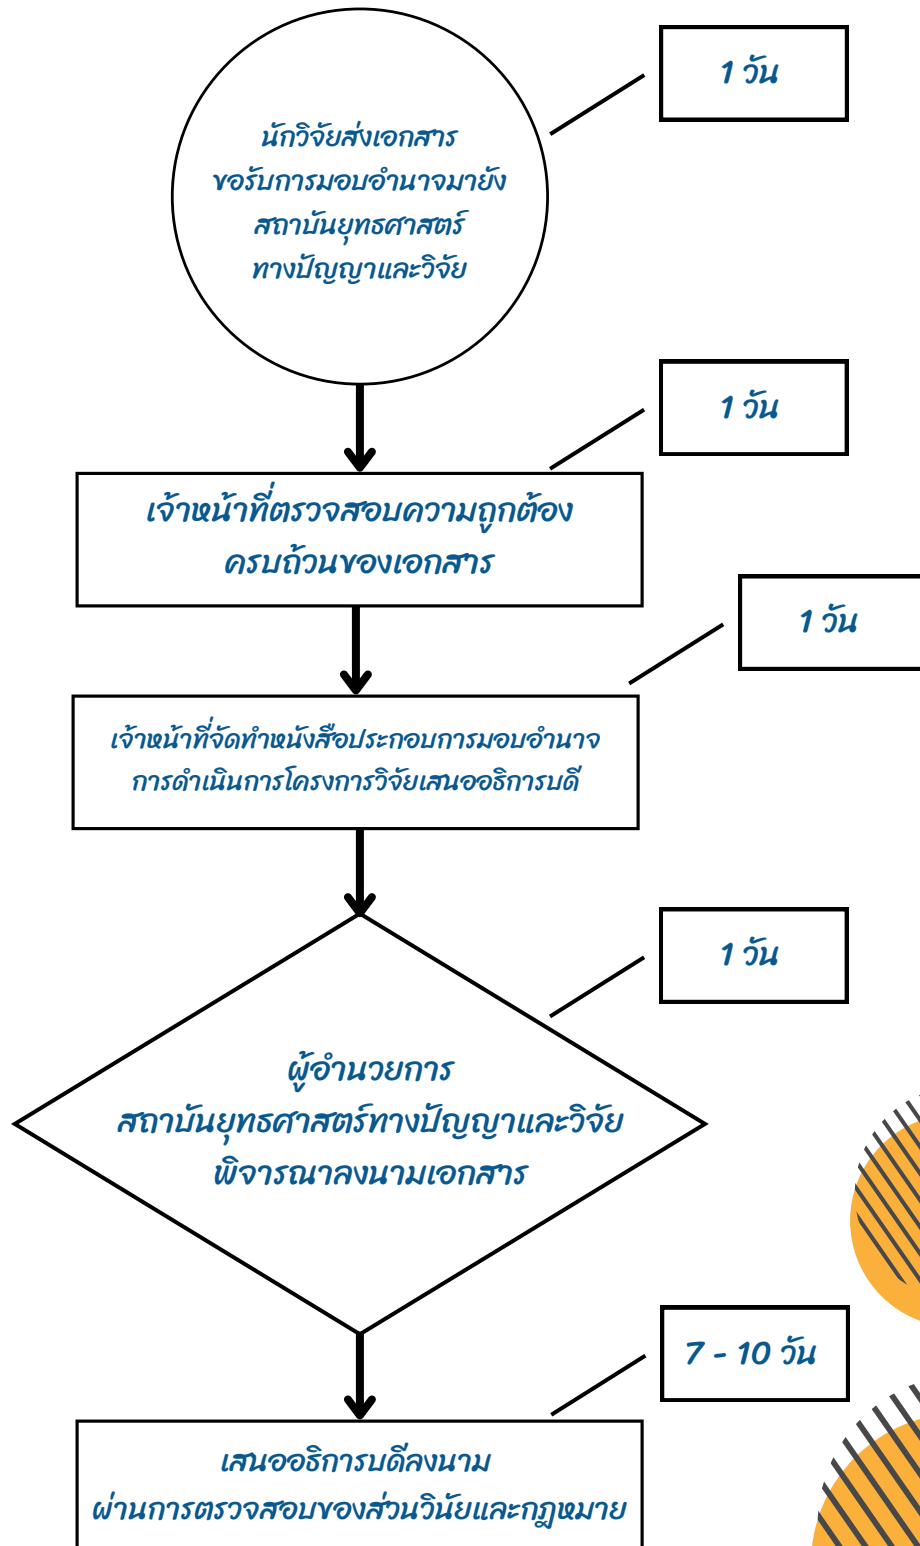 1 วัน
นักวิจัยส่งเอกสาร
ขอรับการมอบอำนาจมายัง
สถาบันยุทธศาสตร์
ทางปัญญาและวิจัย
1 วัน
เจ้าหน้าที่ตรวจสอบความถูกต้อง
ครบถ้วนของเอกสาร
1 วัน
เจ้าหน้าที่จัดทำหนังสือประกอบการมอบอำนาจ
การดำเนินการโครงการวิจัยเสนออธิการบดี
1 วัน
ผู้อำนวยการ
สถาบันยุทธศาสตร์ทางปัญญาและวิจัย
พิจารณาลงนามเอกสาร
7 - 10 วัน
เสนออธิการบดีลงนาม
ผ่านการตรวจสอบของส่วนวินัยและกฎหมาย